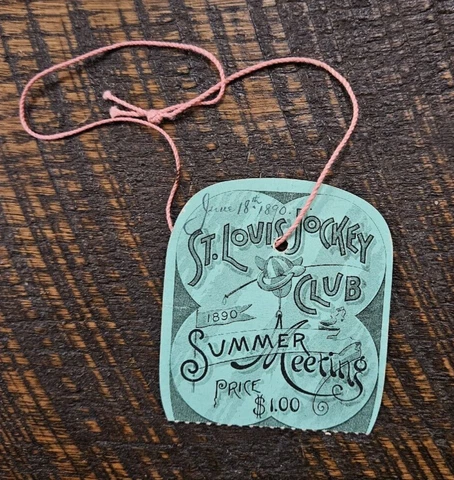 June 18th 1890.
ST. LOUIS JOCKEY
CLUB
1890
SUMMER
Meeting
PRICE
$1.00